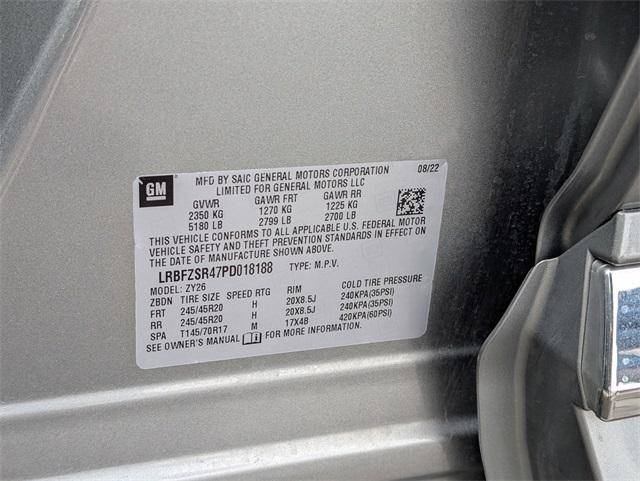 GM
MFD BY SAIC GENERAL MOTORS CORPORATION 08/22
LIMITED FOR GENERAL MOTORS LLC
GVWR GAWR FRT GAWR RR
2350 KG 1270 KG 1225 KG
5180 LB 2799 LB 2700 LB
THIS VEHICLE CONFORMS TO ALL APPLICABLE U.S. FEDERAL MOTOR
VEHICLE SAFETY AND THEFT PREVENTION STANDARDS IN EFFECT ON
THE DATE OF MANUFACTURE SHOWN ABOVE.
LRBFZSR47PD018188 TYPE: M.P.V.
MODEL: ZY26
ZBDN TIRE SIZE SPEED RTG RIM COLD TIRE PRESSURE
FRT 245/45R20 H 20X8.5J 240KPA(35PSI)
RR 245/45R20 H 20X8.5J 240KPA(35PSI)
SPA T145/70R17 M 17X4B 420KPA(60PSI)
SEE OWNER'S MANUAL FOR MORE INFORMATION.